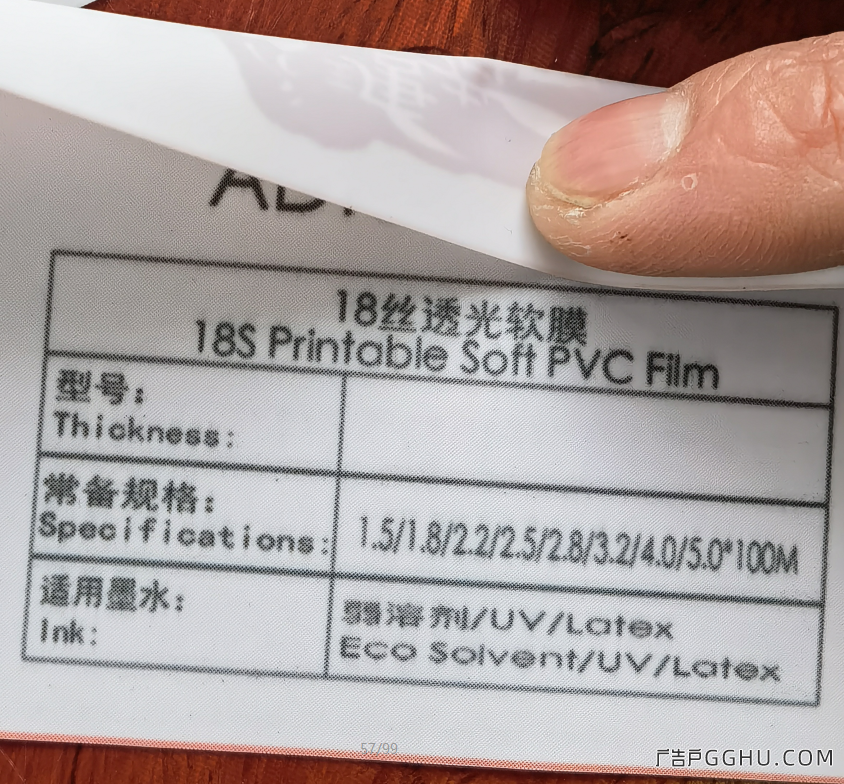 18丝透光软膜
18S Printable Soft PVC Film
型号:
Thickness:
常备规格:
Specifications:
1.5/1.8/2.2/2.5/2.8/3.2/4.0/5.0*100M
适用墨水:
Ink:
弱溶剂/UV/Latex
Eco Solvent/UV/Latex
57/99
广告户GGHU.COM